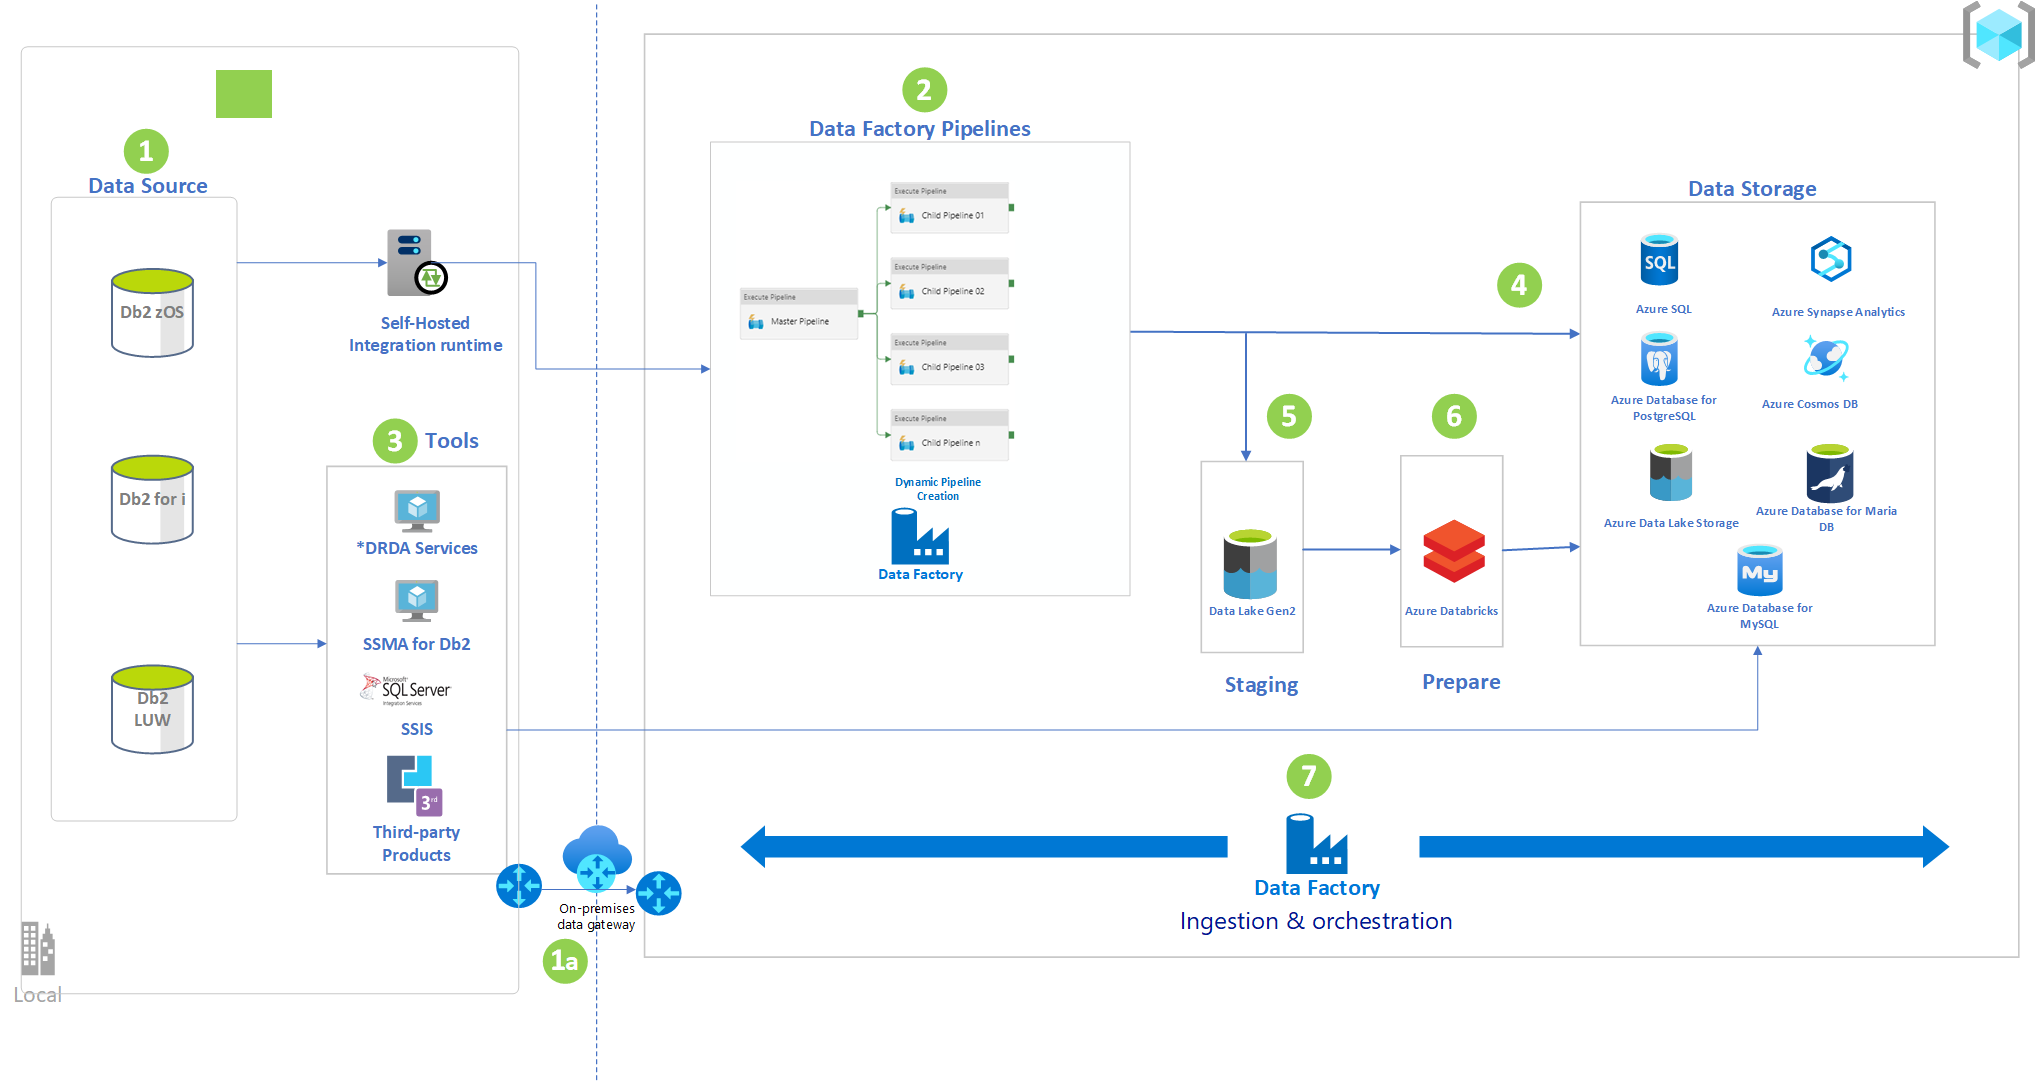 1
Data Source
Db2 zOS
Db2 for i
Db2
LUW
Self-Hosted
Integration runtime
3
Tools
*DRDA Services
SSMA for Db2
Microsoft
SQL Server
Integration Services
SSIS
3rd
Third-party
Products
Local
On-premises
data gateway
1a
2
Data Factory Pipelines
Execute Pipeline
Master Pipeline
Execute Pipeline
Child Pipeline 01
Execute Pipeline
Child Pipeline 02
Execute Pipeline
Child Pipeline 03
Execute Pipeline
Child Pipeline n
Dynamic Pipeline
Creation
Data Factory
4
5
Data Lake Gen2
Staging
6
Azure Databricks
Prepare
Data Storage
SQL
Azure SQL
Azure Synapse Analytics
Azure Database for
PostgreSQL
Azure Cosmos DB
Azure Data Lake Storage
Azure Database for Maria
DB
My
Azure Database for
MySQL
7
Data Factory
Ingestion & orchestration